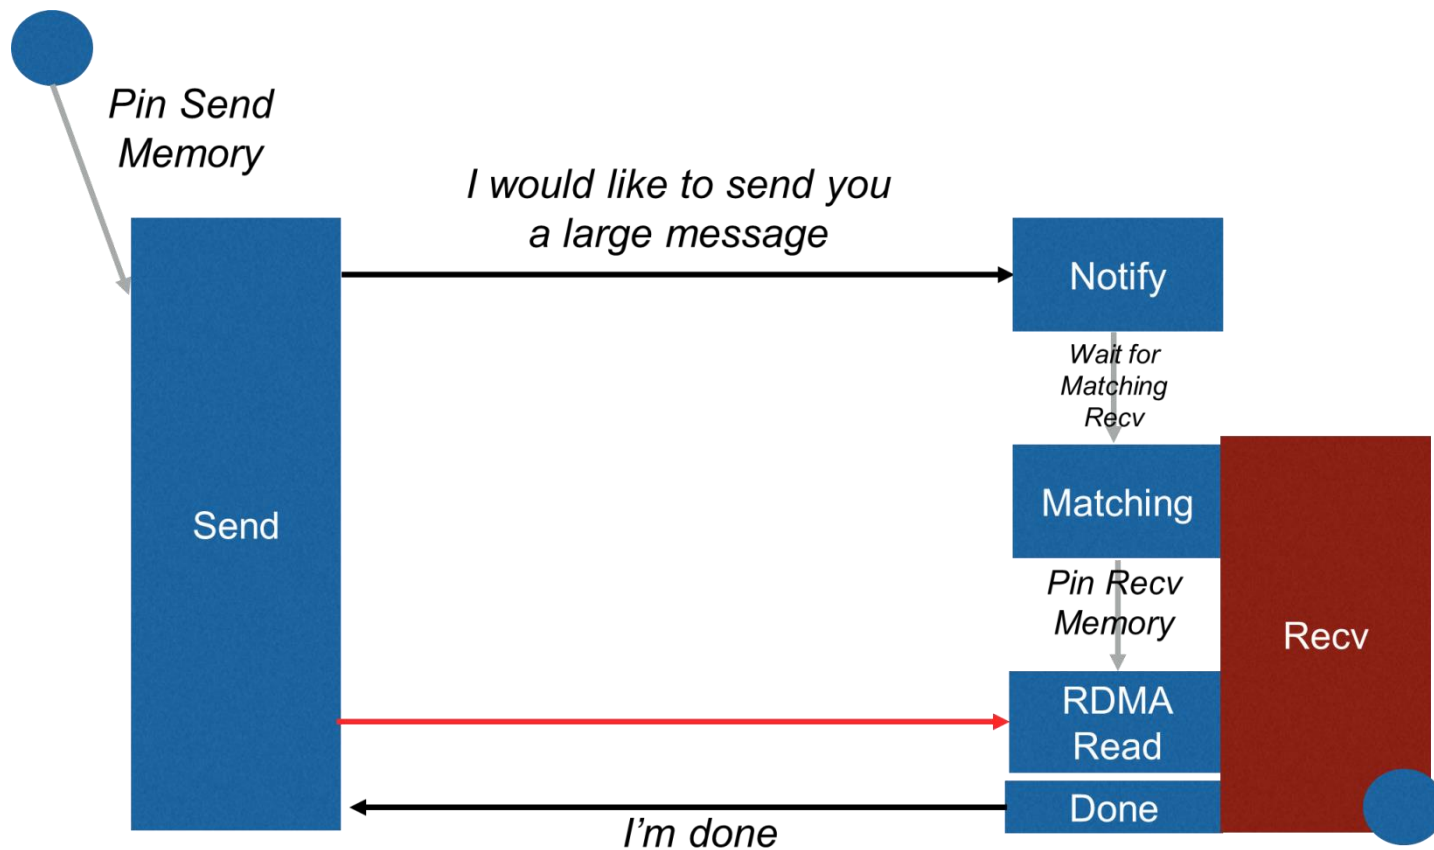 Pin Send
Memory
I would like to send you
a large message
Notify
Wait for
Matching
Recv
Send
Matching
Pin Recv
Memory
Recv
RDMA
Read
Done
I'm done